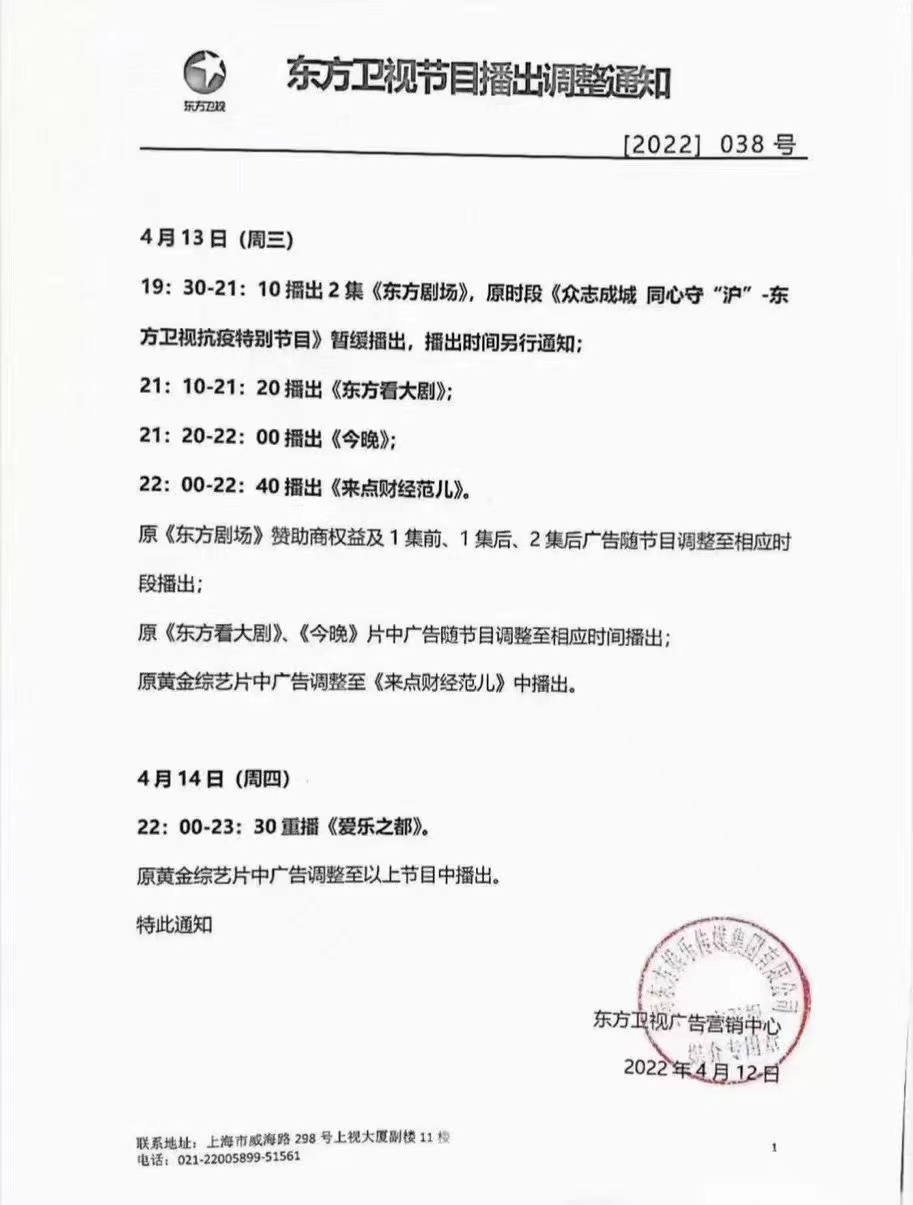 东方卫视
东方卫视节目播出调整通知
[2022] 038 号
4 月 13 日（周三）
19：30-21：10 播出 2 集《东方剧场》，原时段《众志成城 同心守“沪”-东
方卫视抗疫特别节目》暂缓播出，播出时间另行通知；
21：10-21：20 播出《东方看大剧》；
21：20-22：00 播出《今晚》；
22：00-22：40 播出《来点财经范儿》。
原《东方剧场》赞助商权益及 1 集前、1 集后、2 集后广告随节目调整至相应时
段播出；
原《东方看大剧》、《今晚》片中广告随节目调整至相应时间播出；
原黄金综艺片中广告调整至《来点财经范儿》中播出。
4 月 14 日（周四）
22：00-23：30 重播《爱乐之都》。
原黄金综艺片中广告调整至以上节目中播出。
特此通知
东方娱乐传媒集团有限公司
东方卫视广告营销中心
媒介专用章
2022 年 4 月 12 日
联系地址：上海市威海路 298 号上视大厦副楼 11 楼
电话：021-22005899-51561
1